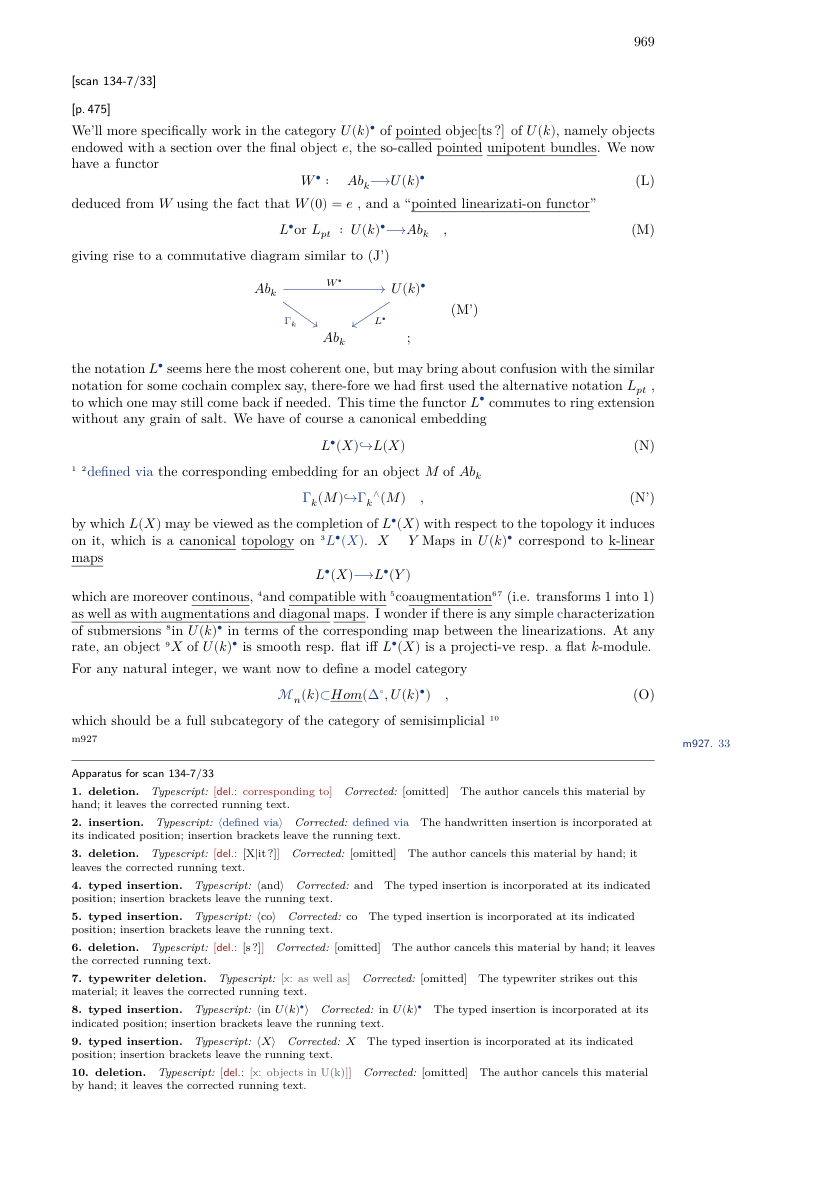 969
[scan 134-7/33]
[p. 475]
We'll more specifically work in the category U(k)• of pointed objec[ts ?] of U(k), namely objects
endowed with a section over the final object e, the so-called pointed unipotent bundles. We now
have a functor
W• : Ab_k ⟶ U(k)• (L)
deduced from W using the fact that W(0) = e , and a “pointed linearizati-on functor”
L•or L_pt : U(k)•⟶Ab_k , (M)
giving rise to a commutative diagram similar to (J')
Ab_k W• U(k)•
(M')
Γ_k L•
Ab_k ;
the notation L• seems here the most coherent one, but may bring about confusion with the similar
notation for some cochain complex say, there-fore we had first used the alternative notation L_pt ,
to which one may still come back if needed. This time the functor L• commutes to ring extension
without any grain of salt. We have of course a canonical embedding
L•(X)↪L(X) (N)
¹ ²defined via the corresponding embedding for an object M of Ab_k
Γ_k(M)↪Γ_k^(M) , (N')
by which L(X) may be viewed as the completion of L•(X) with respect to the topology it induces
on it, which is a canonical topology on ³L•(X). X Y Maps in U(k)• correspond to k-linear
maps
L•(X)⟶L•(Y)
which are moreover continous, ⁴and compatible with ⁵coaugmentation⁶⁷ (i.e. transforms 1 into 1)
as well as with augmentations and diagonal maps. I wonder if there is any simple characterization
of submersions ⁸in U(k)• in terms of the corresponding map between the linearizations. At any
rate, an object ⁹X of U(k)• is smooth resp. flat iff L•(X) is a projecti-ve resp. a flat k-module.
For any natural integer, we want now to define a model category
ℳ_n(k)⊂Hom(Δ°, U(k)•) , (O)
which should be a full subcategory of the category of semisimplicial ¹⁰
m927
m927. 33
Apparatus for scan 134-7/33
1. deletion. Typescript: [del.: corresponding to] Corrected: [omitted] The author cancels this material by
hand; it leaves the corrected running text.
2. insertion. Typescript: ⟨defined via⟩ Corrected: defined via The handwritten insertion is incorporated at
its indicated position; insertion brackets leave the running text.
3. deletion. Typescript: [del.: [X|it ?]] Corrected: [omitted] The author cancels this material by hand; it
leaves the corrected running text.
4. typed insertion. Typescript: ⟨and⟩ Corrected: and The typed insertion is incorporated at its indicated
position; insertion brackets leave the running text.
5. typed insertion. Typescript: ⟨co⟩ Corrected: co The typed insertion is incorporated at its indicated
position; insertion brackets leave the running text.
6. deletion. Typescript: [del.: [s ?]] Corrected: [omitted] The author cancels this material by hand; it leaves
the corrected running text.
7. typewriter deletion. Typescript: [x: as well as] Corrected: [omitted] The typewriter strikes out this
material; it leaves the corrected running text.
8. typed insertion. Typescript: ⟨in U(k)•⟩ Corrected: in U(k)• The typed insertion is incorporated at its
indicated position; insertion brackets leave the running text.
9. typed insertion. Typescript: ⟨X⟩ Corrected: X The typed insertion is incorporated at its indicated
position; insertion brackets leave the running text.
10. deletion. Typescript: [del.: [x: objects in U(k)]] Corrected: [omitted] The author cancels this material
by hand; it leaves the corrected running text.